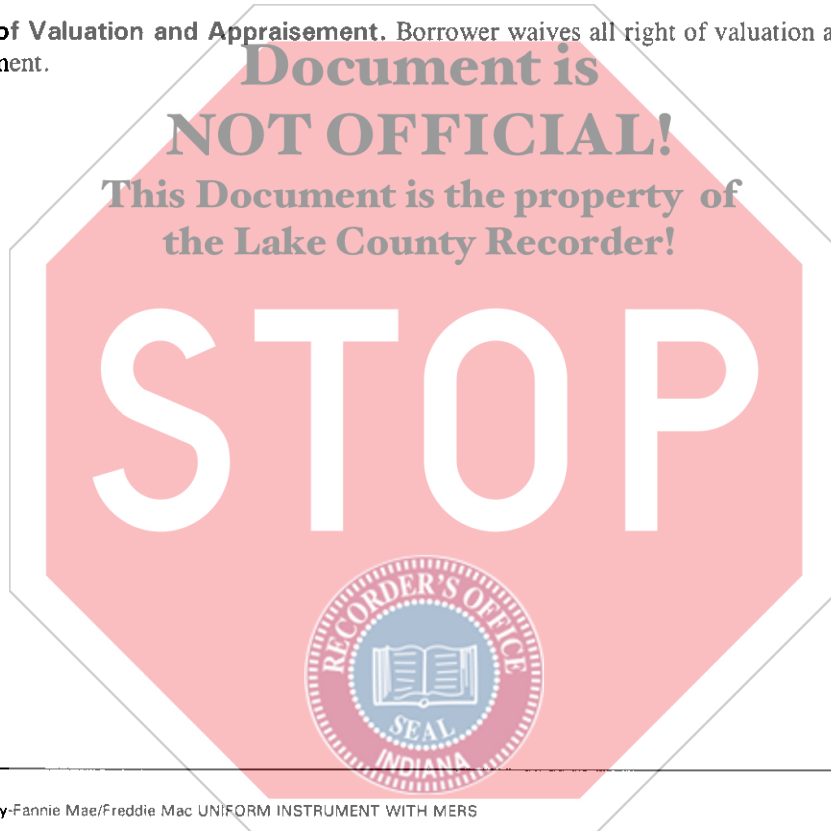 of Valuation and Appraisement. Borrower waives all right of valuation a
nent.
Document is
NOT OFFICIAL!
This Document is the property of
the Lake County Recorder!
STOP
RECORDER'S OFFICE
SEAL
INDIANA
y-Fannie Mae/Freddie Mac UNIFORM INSTRUMENT WITH MERS